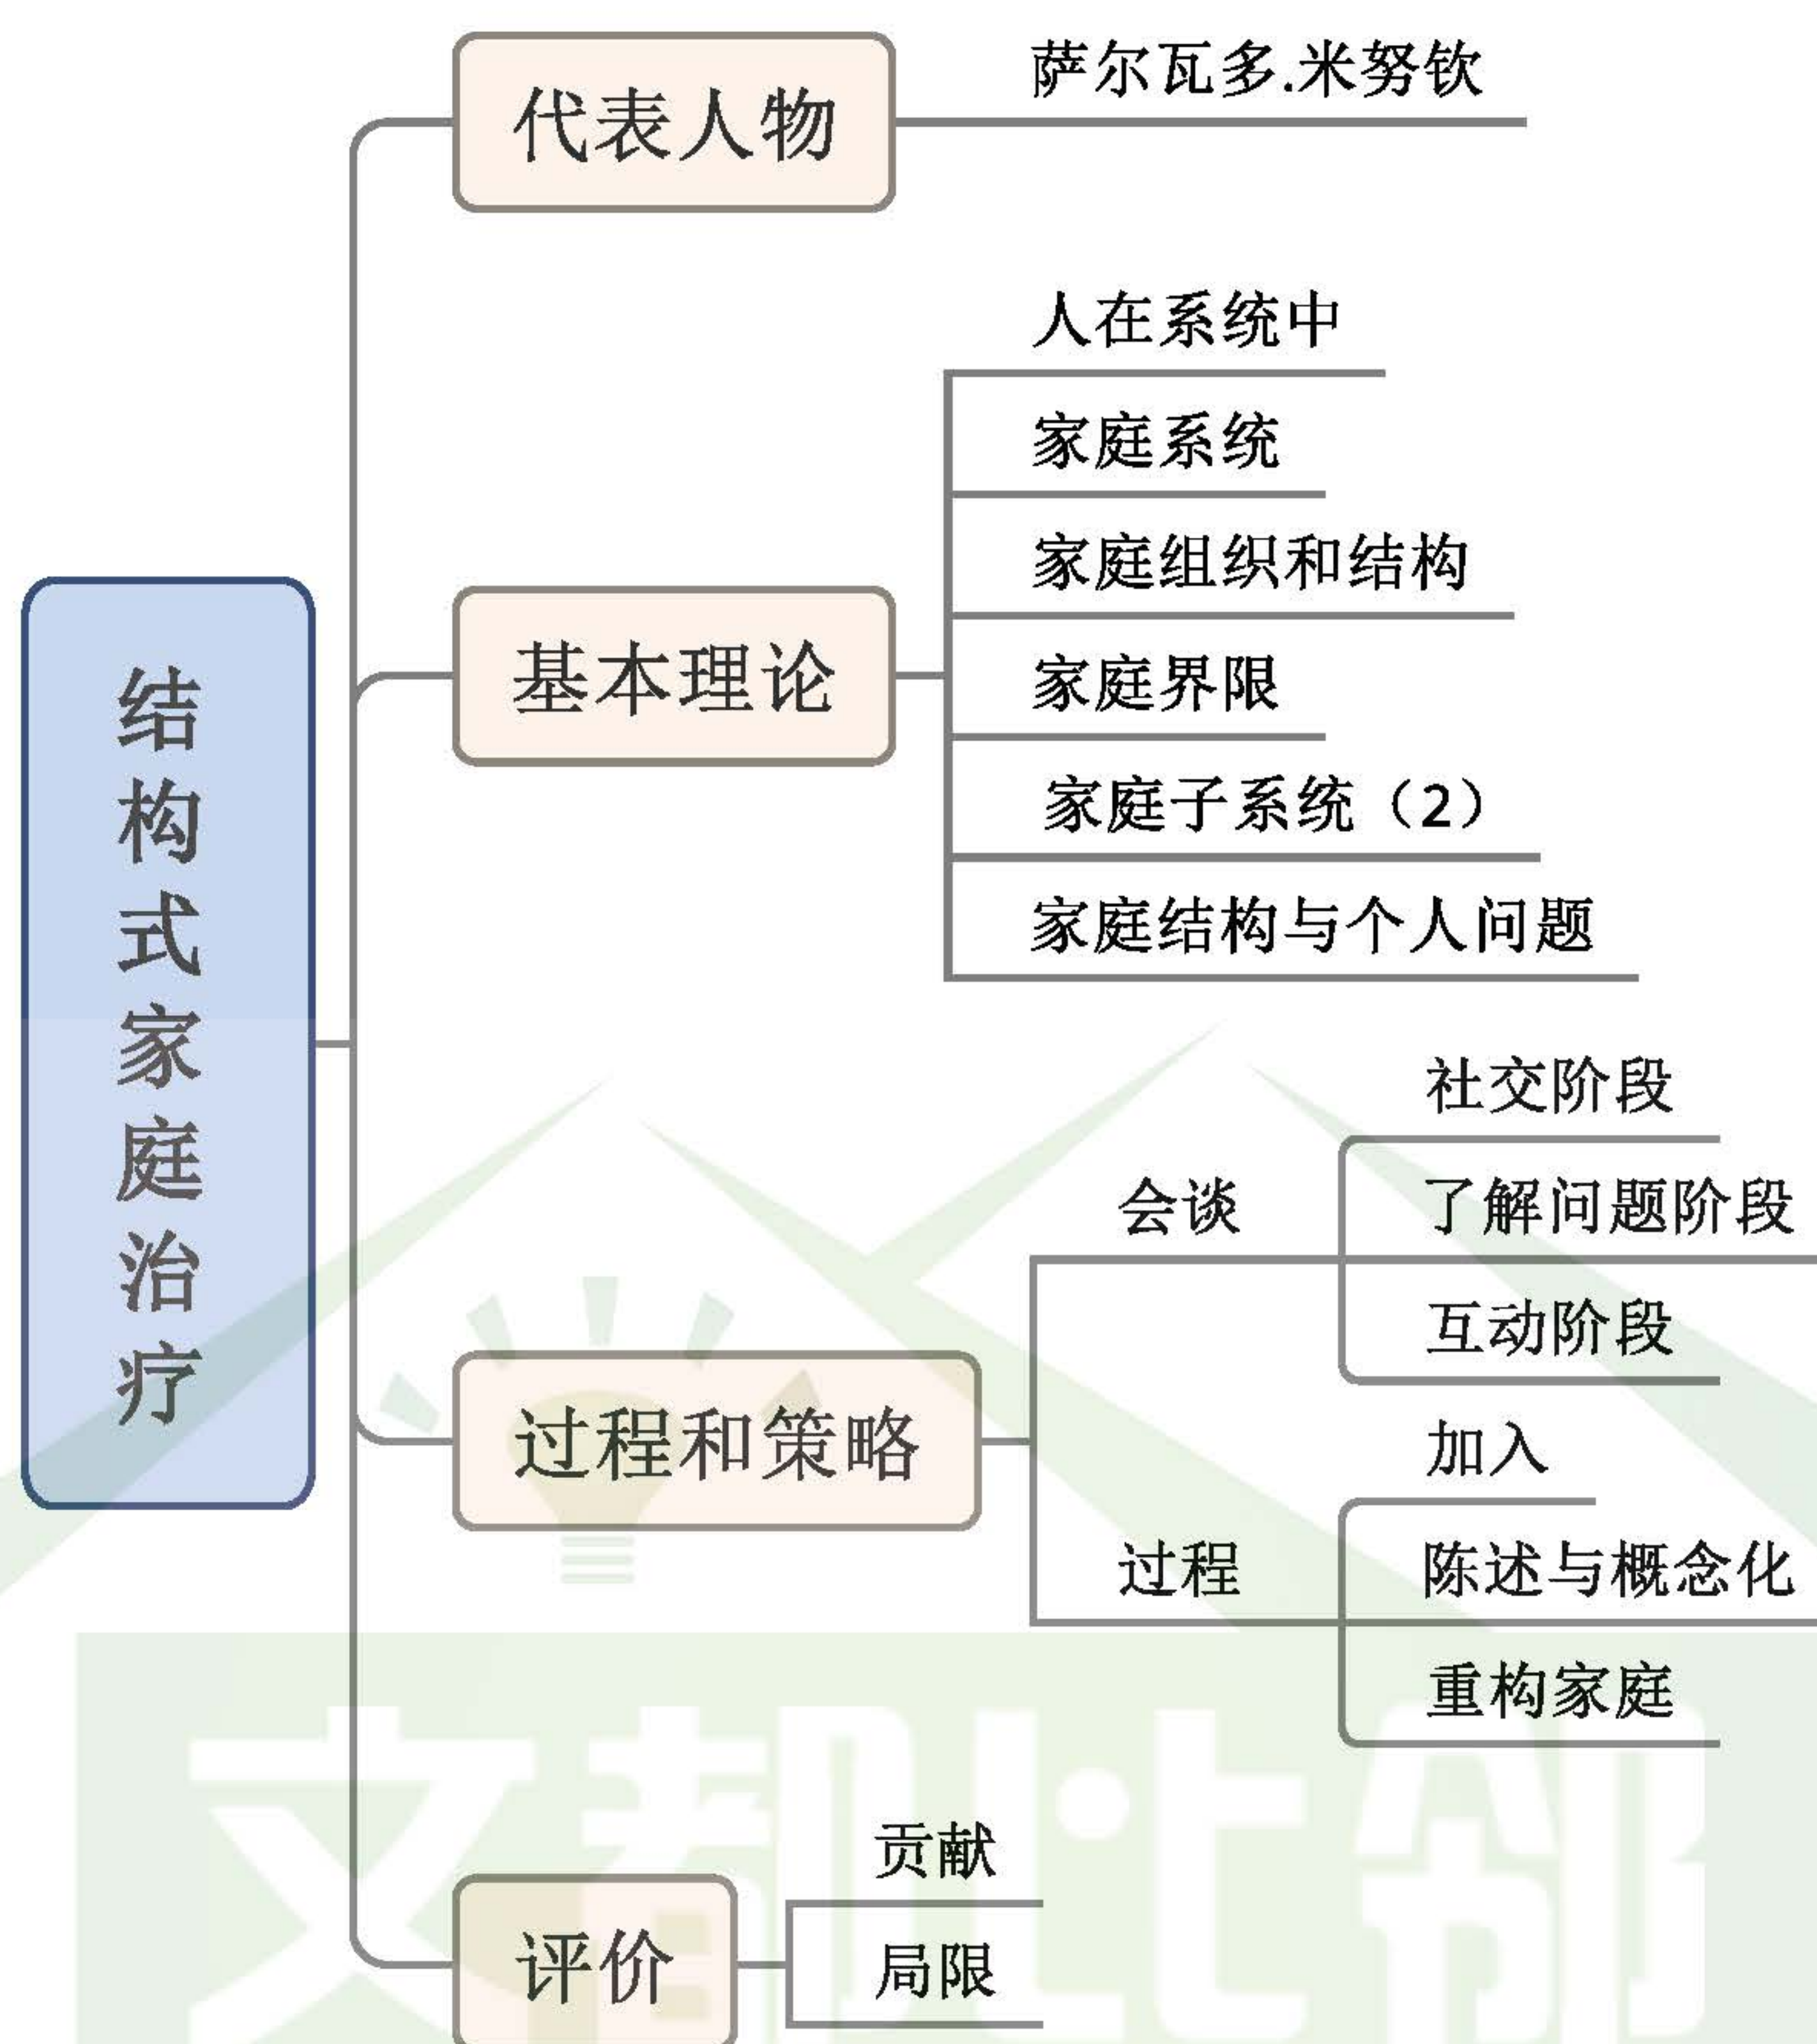 结构式家庭治疗
代表人物
萨尔瓦多.米努钦
基本理论
人在系统中
家庭系统
家庭组织和结构
家庭界限
家庭子系统（2）
家庭结构与个人问题
过程和策略
会谈
社交阶段
了解问题阶段
互动阶段
过程
加入
陈述与概念化
重构家庭
评价
贡献
局限
文都比邻